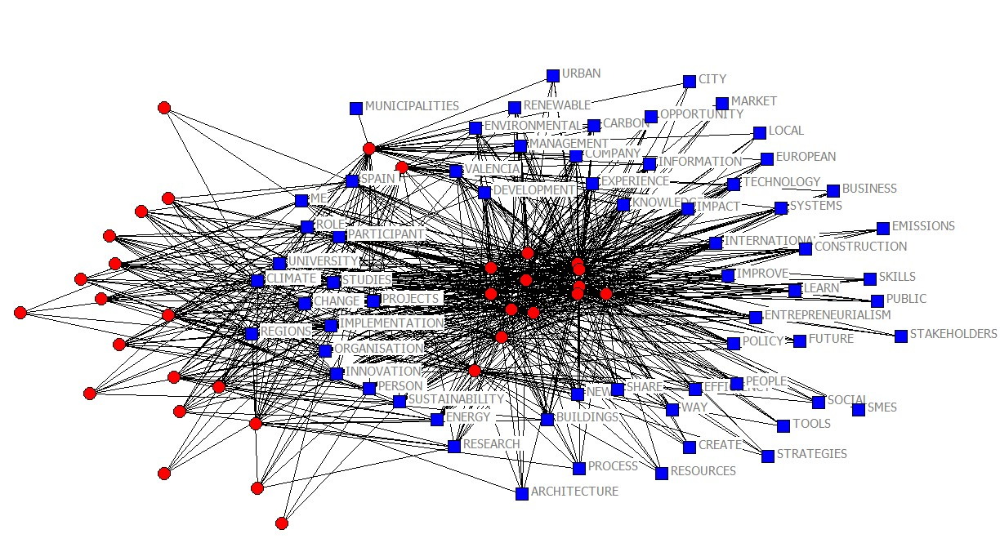 URBAN
CITY
MUNICIPALITIES
RENEWABLE
MARKET
OPPORTUNITY
ENVIRONMENTAL
CARBON
LOCAL
MANAGEMENT
COMPANY
EUROPEAN
INFORMATION
VALENCIA
SPAIN
EXPERIENCE
TECHNOLOGY
DEVELOPMENT
BUSINESS
ME
KNOWLEDGE
IMPACT
SYSTEMS
ROLE
EMISSIONS
PARTICIPANT
INTERNATIONAL
CONSTRUCTION
UNIVERSITY
IMPROVE
SKILLS
CLIMATE
STUDIES
LEARN
CHANGE
PROJECTS
PUBLIC
ENTREPRENEURIALISM
IMPLEMENTATION
REGIONS
STAKEHOLDERS
POLICY
FUTURE
ORGANISATION
INNOVATION
PERSON
NEW
SHARE
EFFICIENCY
PEOPLE
SUSTAINABILITY
SOCIAL
SMES
ENERGY
BUILDINGS
WAY
TOOLS
RESEARCH
CREATE
STRATEGIES
PROCESS
RESOURCES
ARCHITECTURE